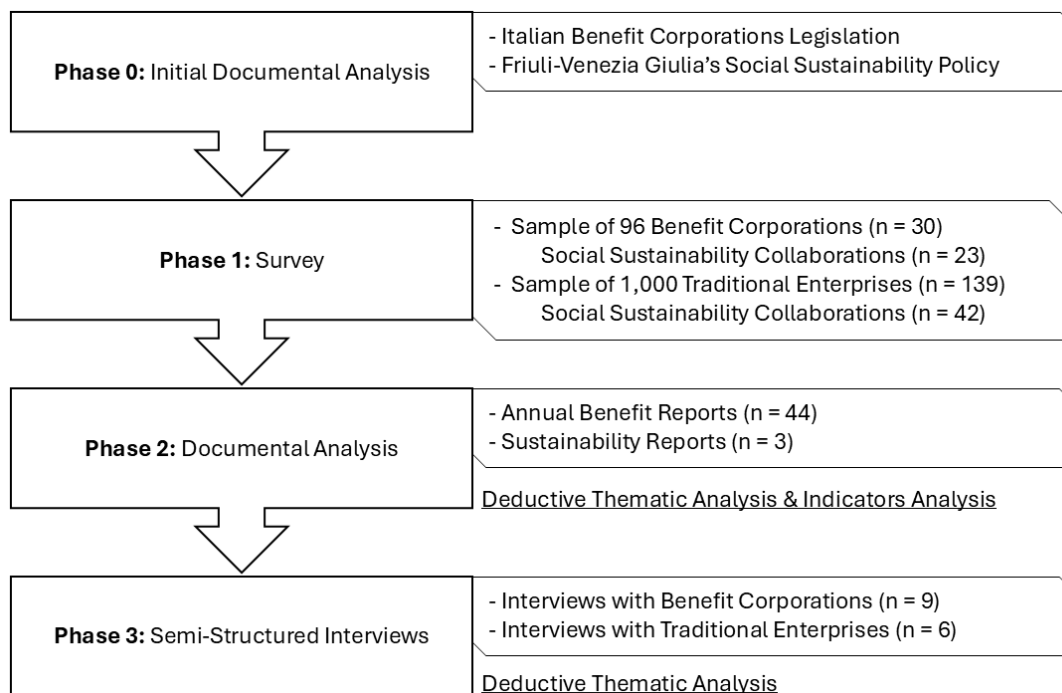 Phase 0: Initial Documental Analysis
- Italian Benefit Corporations Legislation
- Friuli-Venezia Giulia's Social Sustainability Policy
Phase 1: Survey
- Sample of 96 Benefit Corporations (n = 30)
Social Sustainability Collaborations (n = 23)
- Sample of 1,000 Traditional Enterprises (n = 139)
Social Sustainability Collaborations (n = 42)
Phase 2: Documental Analysis
- Annual Benefit Reports (n = 44)
- Sustainability Reports (n = 3)
Deductive Thematic Analysis & Indicators Analysis
Phase 3: Semi-Structured Interviews
- Interviews with Benefit Corporations (n = 9)
- Interviews with Traditional Enterprises (n = 6)
Deductive Thematic Analysis